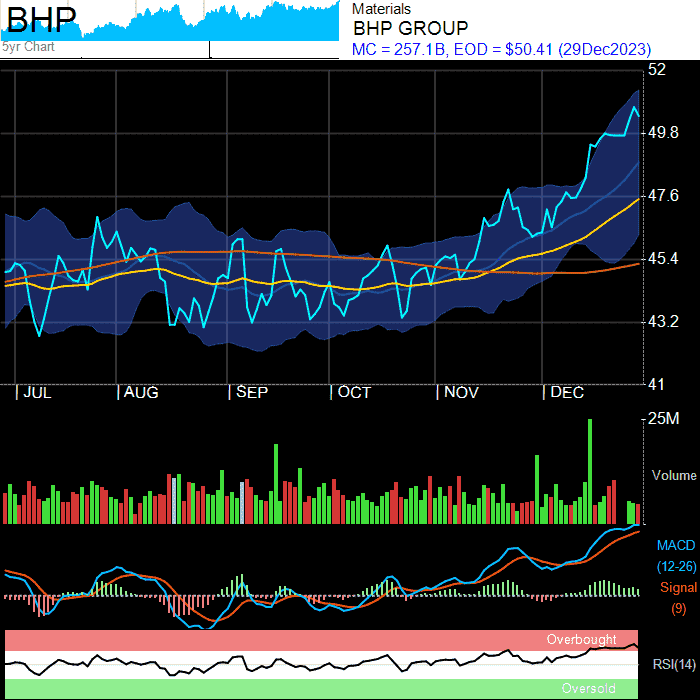 BHP
5yr Chart
Materials
BHP GROUP
MC = 257.1B, EOD = $50.41 (29Dec2023)
52
49.8
47.6
45.4
43.2
41
JUL AUG SEP OCT NOV DEC
25M
Volume
MACD
(12-26)
Signal
(9)
Overbought
RSI(14)
Oversold